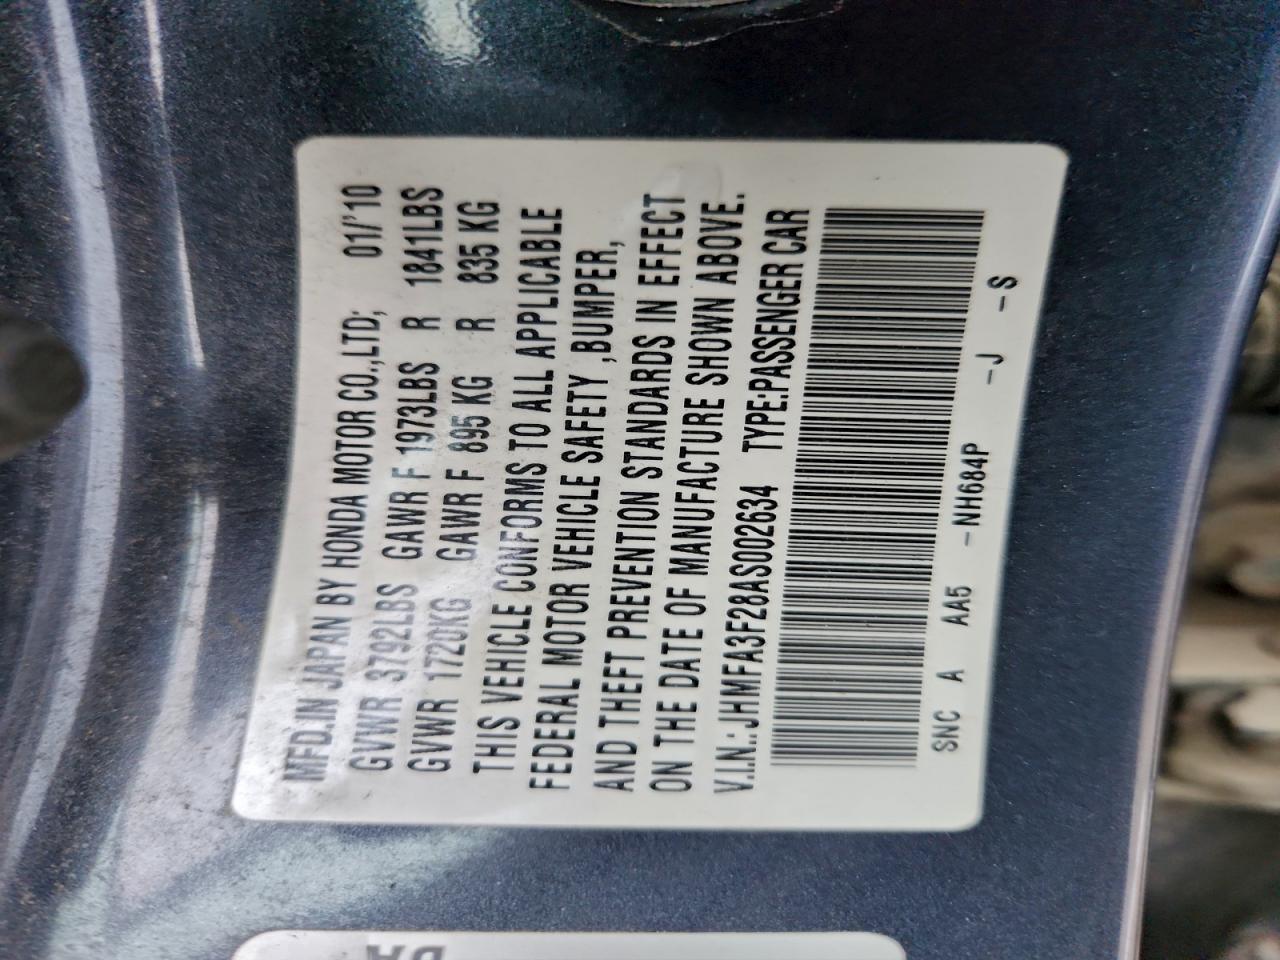 MFD.IN JAPAN BY HONDA MOTOR CO.,LTD; 01/'10
GVWR 3792LBS GAWR F 1973LBS R 1841LBS
GVWR 1720KG GAWR F 895 KG R 835 KG
THIS VEHICLE CONFORMS TO ALL APPLICABLE
FEDERAL MOTOR VEHICLE SAFETY ,BUMPER,
AND THEFT PREVENTION STANDARDS IN EFFECT
ON THE DATE OF MANUFACTURE SHOWN ABOVE.
V.I.N.:JHMFA3F28AS002634 TYPE:PASSENGER CAR
SNC A AA5 -NH684P -J -S